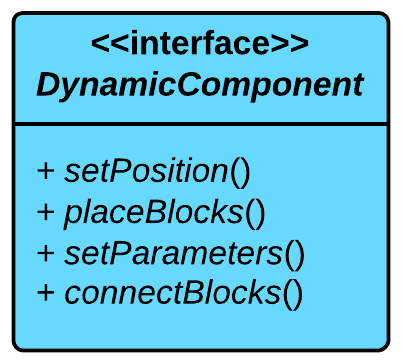 <<interface>>
DynamicComponent
+ setPosition()
+ placeBlocks()
+ setParameters()
+ connectBlocks()